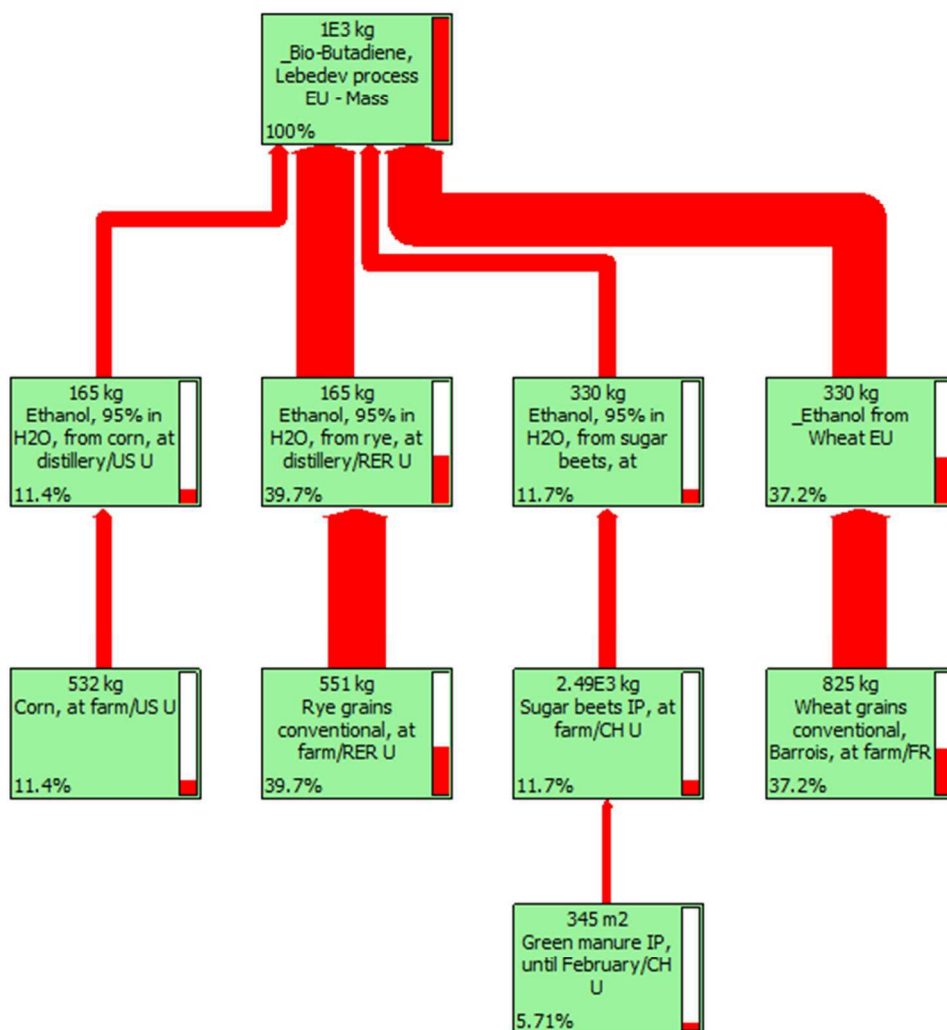 1E3 kg
_Bio-Butadiene,
Lebedev process
EU - Mass
100%
165 kg
Ethanol, 95% in
H2O, from corn, at
distillery/US U
11.4%
165 kg
Ethanol, 95% in
H2O, from rye, at
distillery/RER U
39.7%
330 kg
Ethanol, 95% in
H2O, from sugar
beets, at
11.7%
330 kg
_Ethanol from
Wheat EU
37.2%
532 kg
Corn, at farm/US U
11.4%
551 kg
Rye grains
conventional, at
farm/RER U
39.7%
2.49E3 kg
Sugar beets IP, at
farm/CH U
11.7%
825 kg
Wheat grains
conventional,
Barrois, at farm/FR
37.2%
345 m2
Green manure IP,
until February/CH
U
5.71%